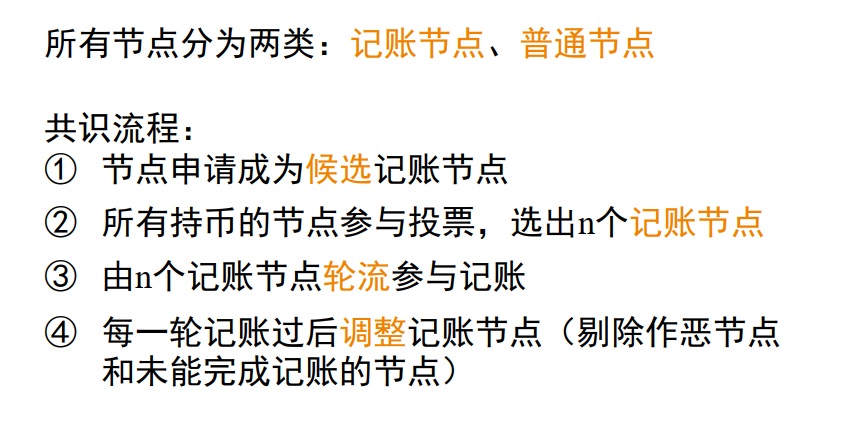 所有节点分为两类：记账节点、普通节点
共识流程：
① 节点申请成为候选记账节点
② 所有持币的节点参与投票，选出n个记账节点
③ 由n个记账节点轮流参与记账
④ 每一轮记账过后调整记账节点（剔除作恶节点
和未能完成记账的节点）